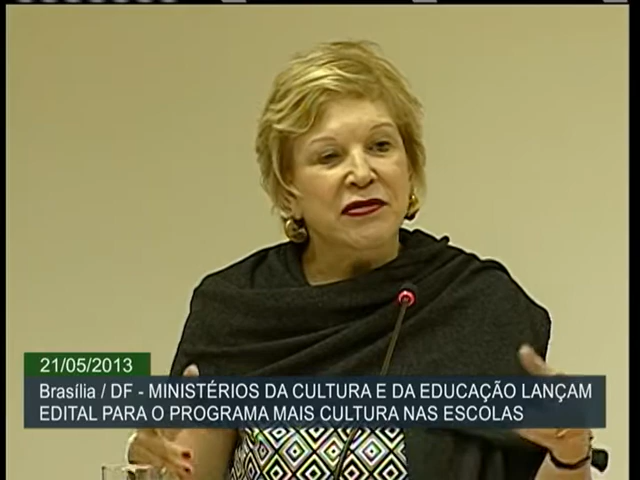 21/05/2013
Brasília / DF - MINISTÉRIOS DA CULTURA E DA EDUCAÇÃO LANÇAM
EDITAL PARA O PROGRAMA MAIS CULTURA NAS ESCOLAS